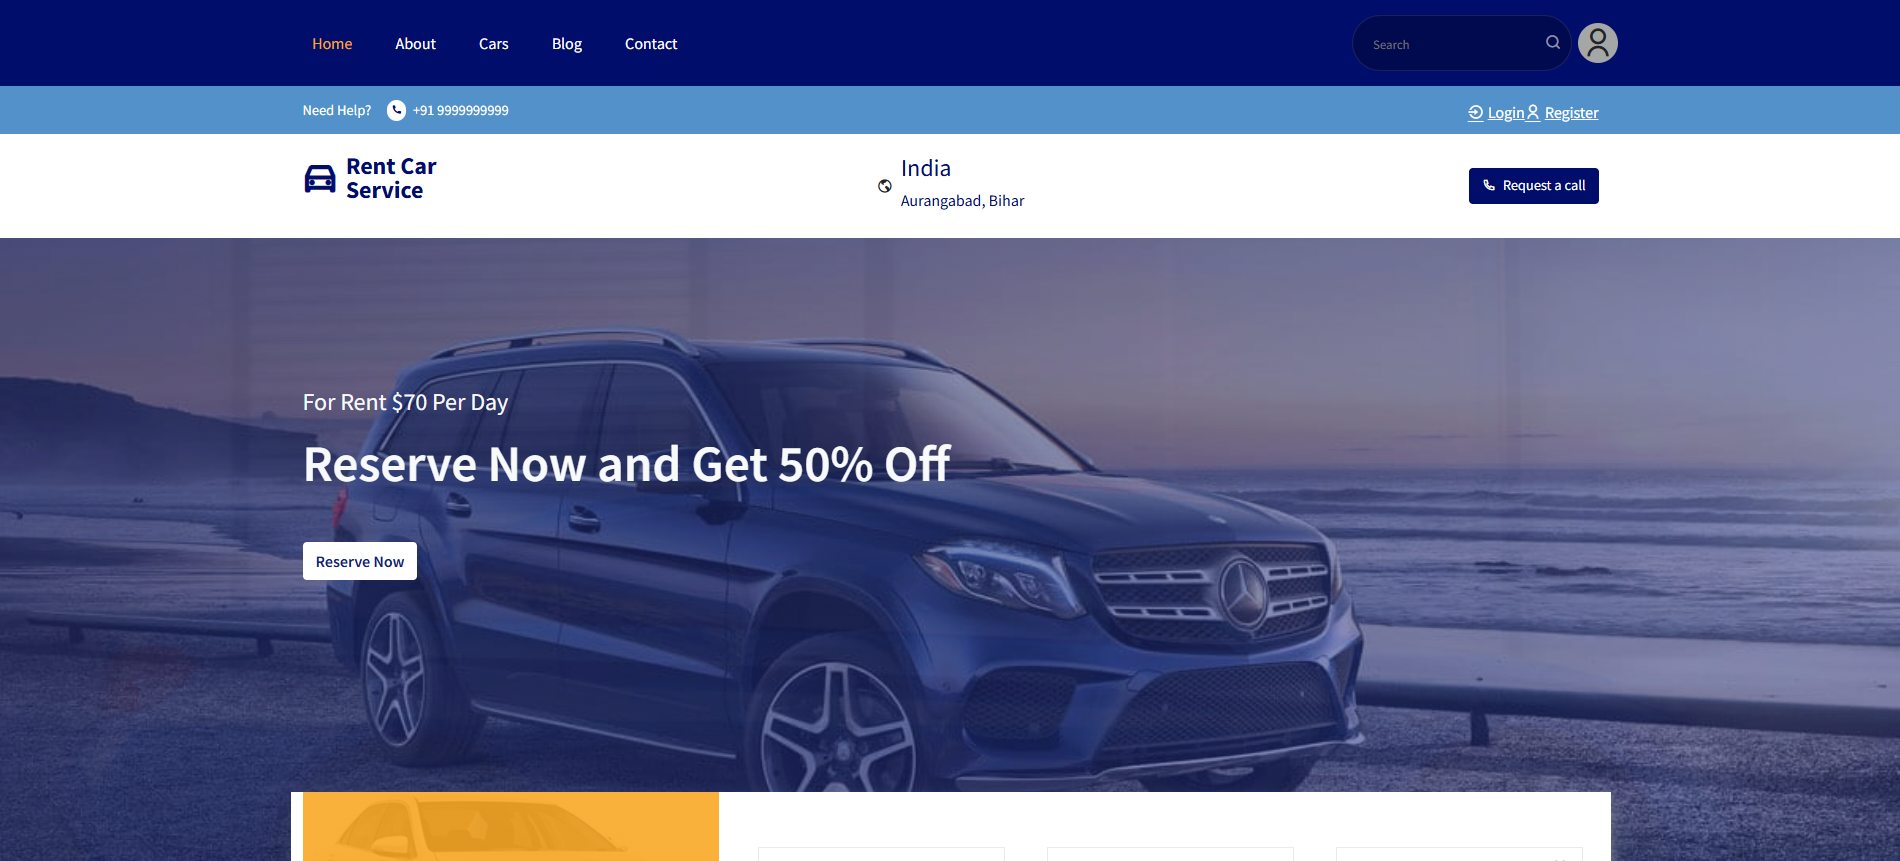 Home About Cars Blog Contact
Search
Need Help? +91 9999999999
Login Register
Rent Car
Service
India
Aurangabad, Bihar
Request a call
For Rent $70 Per Day
Reserve Now and Get 50% Off
Reserve Now